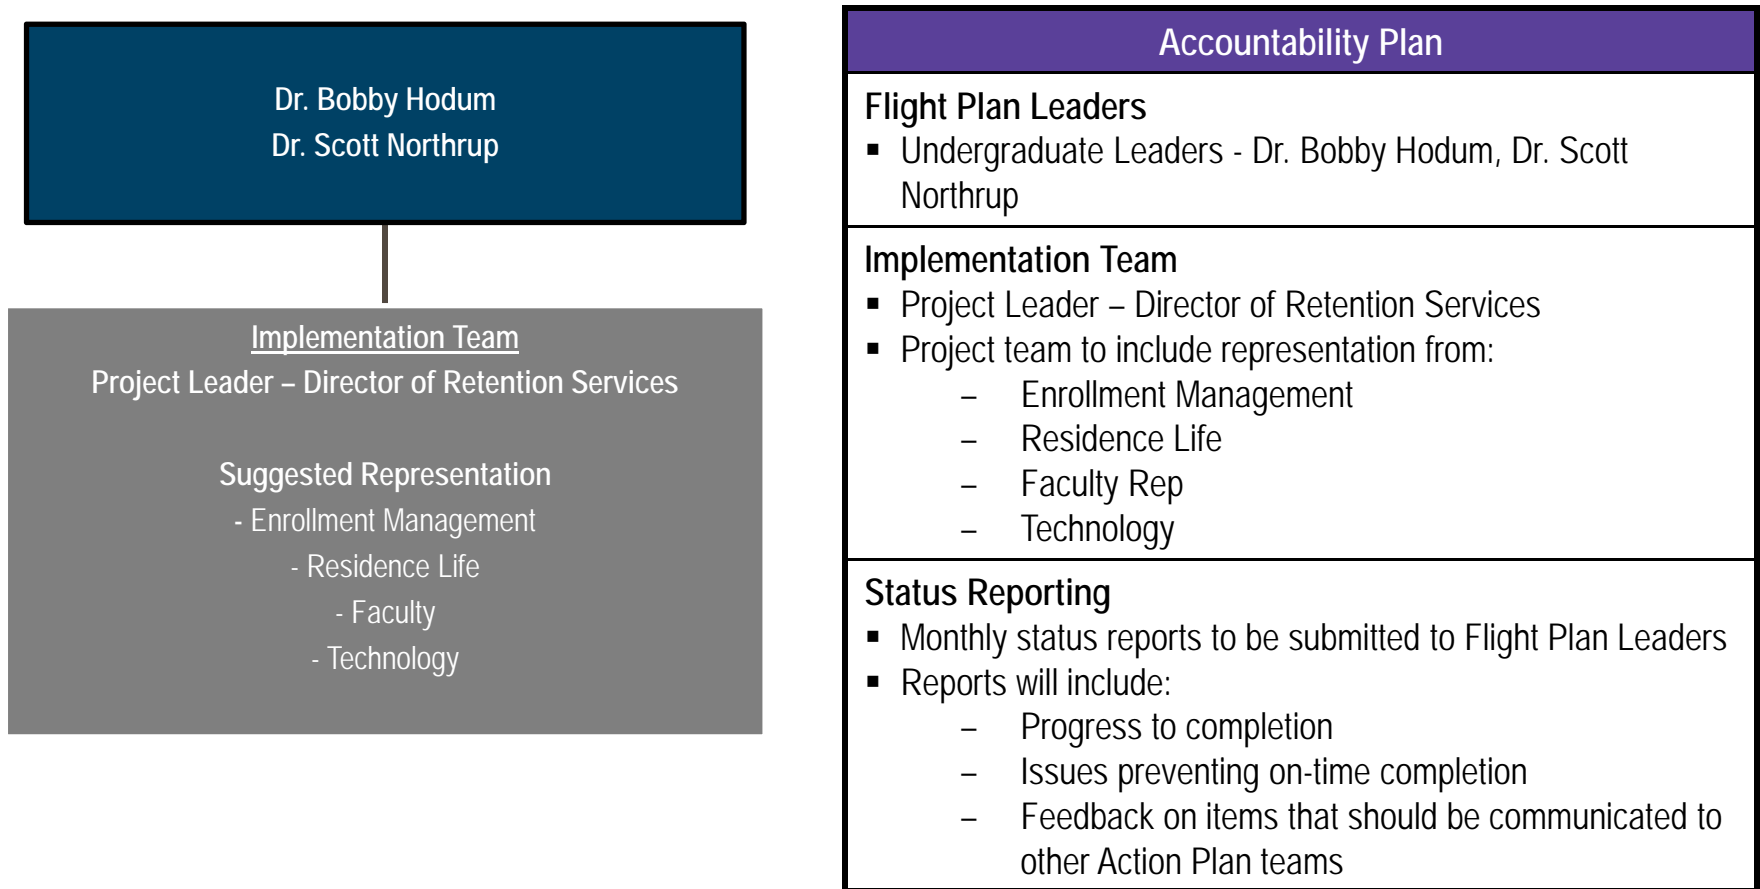 Dr. Bobby Hodum
Dr. Scott Northrup
Implementation Team
Project Leader – Director of Retention Services
Suggested Representation
- Enrollment Management
- Residence Life
- Faculty
- Technology
Accountability Plan
Flight Plan Leaders
▪ Undergraduate Leaders - Dr. Bobby Hodum, Dr. Scott
Northrup
Implementation Team
▪ Project Leader – Director of Retention Services
▪ Project team to include representation from:
– Enrollment Management
– Residence Life
– Faculty Rep
– Technology
Status Reporting
▪ Monthly status reports to be submitted to Flight Plan Leaders
▪ Reports will include:
– Progress to completion
– Issues preventing on-time completion
– Feedback on items that should be communicated to
other Action Plan teams